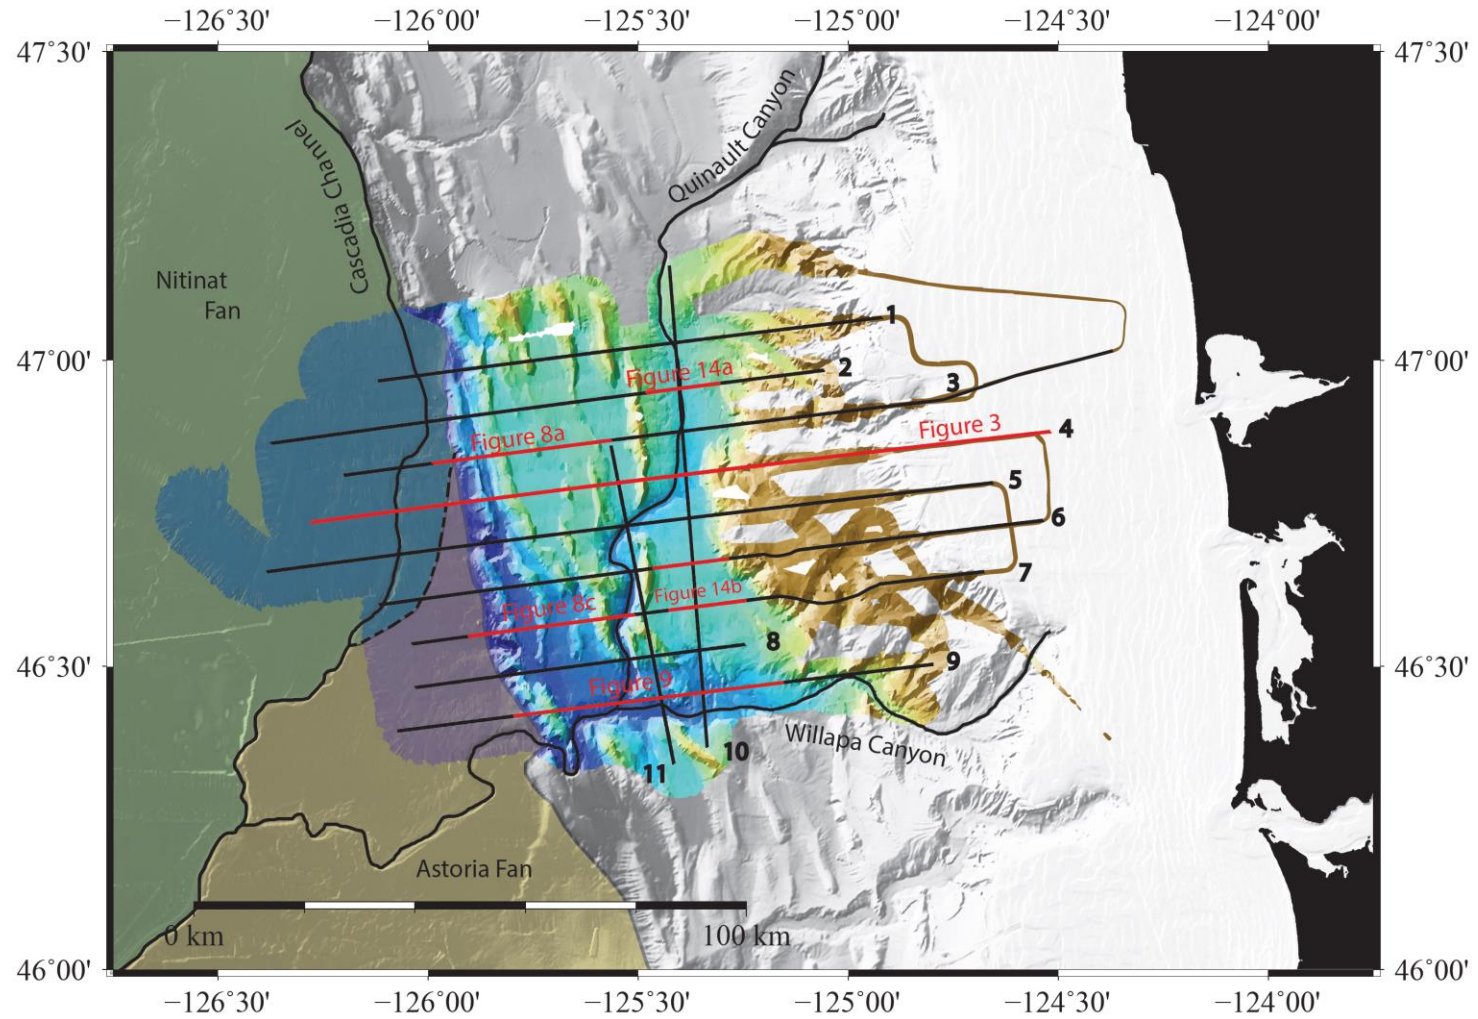 −126˚30'
−126˚00'
−125˚30'
−125˚00'
−124˚30'
−124˚00'
47˚30'
47˚30'
Cascadia Channel
Quinault Canyon
Nitinat
Fan
1
47˚00'
47˚00'
Figure 14a
2
3
Figure 8a
Figure 3
4
5
6
7
Figure 8c
Figure 14b
8
9
46˚30'
46˚30'
Figure 9
Willapa Canyon
10
11
Astoria Fan
0 km
100 km
46˚00'
46˚00'
−126˚30'
−126˚00'
−125˚30'
−125˚00'
−124˚30'
−124˚00'